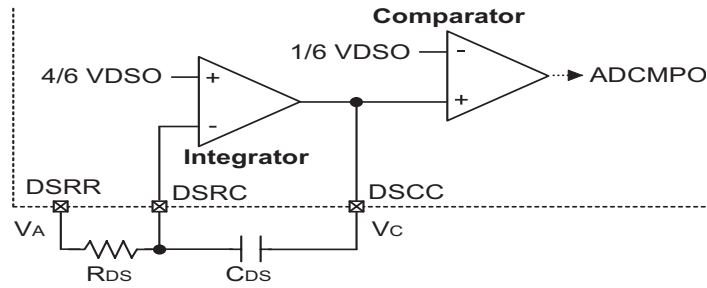 Comparator
1/6 VDSO
-
4/6 VDSO
+
ADCMPO
+
-
Integrator
DSRR
DSRC
DSCC
VA
VC
RDS
CDS